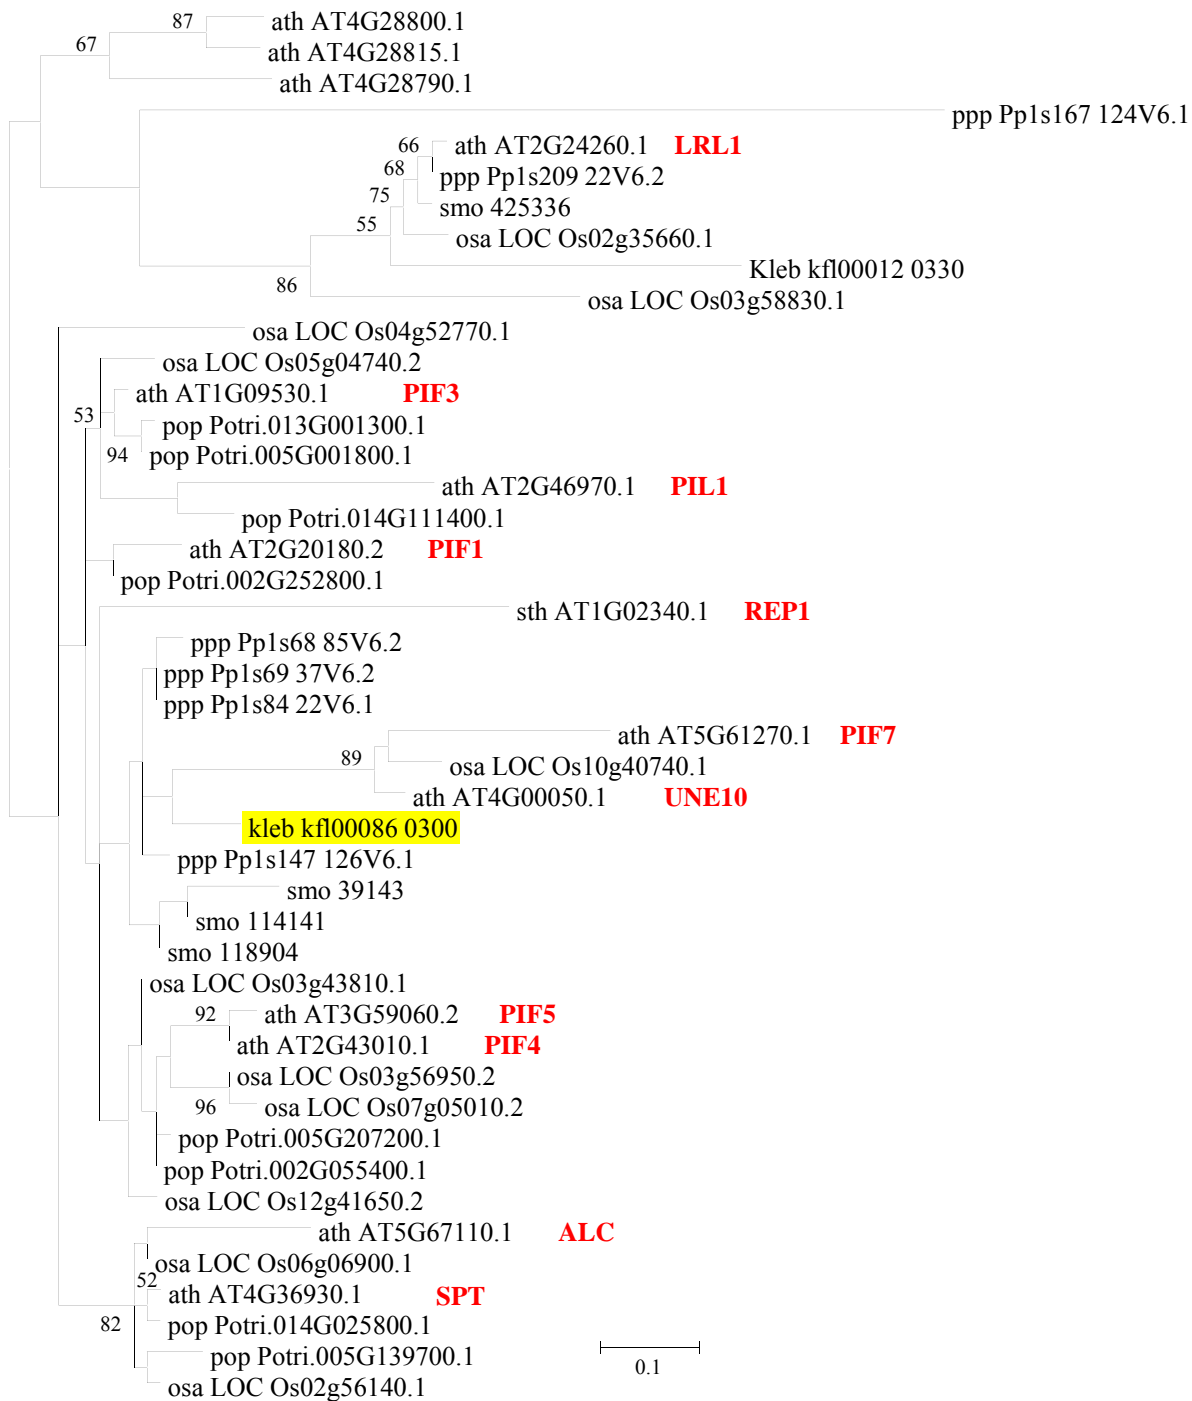 87 ath AT4G28800.1
67 ath AT4G28815.1
ath AT4G28790.1
ppp Pp1s167 124V6.1
66 ath AT2G24260.1 LRL1
68 ppp Pp1s209 22V6.2
75 smo 425336
55 osa LOC Os02g35660.1
Kleb kfl00012 0330
86 osa LOC Os03g58830.1
osa LOC Os04g52770.1
osa LOC Os05g04740.2
ath AT1G09530.1 PIF3
53 pop Potri.013G001300.1
94 pop Potri.005G001800.1
ath AT2G46970.1 PIL1
pop Potri.014G111400.1
ath AT2G20180.2 PIF1
pop Potri.002G252800.1
sth AT1G02340.1 REP1
ppp Pp1s68 85V6.2
ppp Pp1s69 37V6.2
ppp Pp1s84 22V6.1
ath AT5G61270.1 PIF7
89 osa LOC Os10g40740.1
ath AT4G00050.1 UNE10
kleb kfl00086 0300
ppp Pp1s147 126V6.1
smo 39143
smo 114141
smo 118904
osa LOC Os03g43810.1
92 ath AT3G59060.2 PIF5
ath AT2G43010.1 PIF4
osa LOC Os03g56950.2
96 osa LOC Os07g05010.2
pop Potri.005G207200.1
pop Potri.002G055400.1
osa LOC Os12g41650.2
ath AT5G67110.1 ALC
osa LOC Os06g06900.1
52 ath AT4G36930.1 SPT
82 pop Potri.014G025800.1
pop Potri.005G139700.1
0.1
osa LOC Os02g56140.1